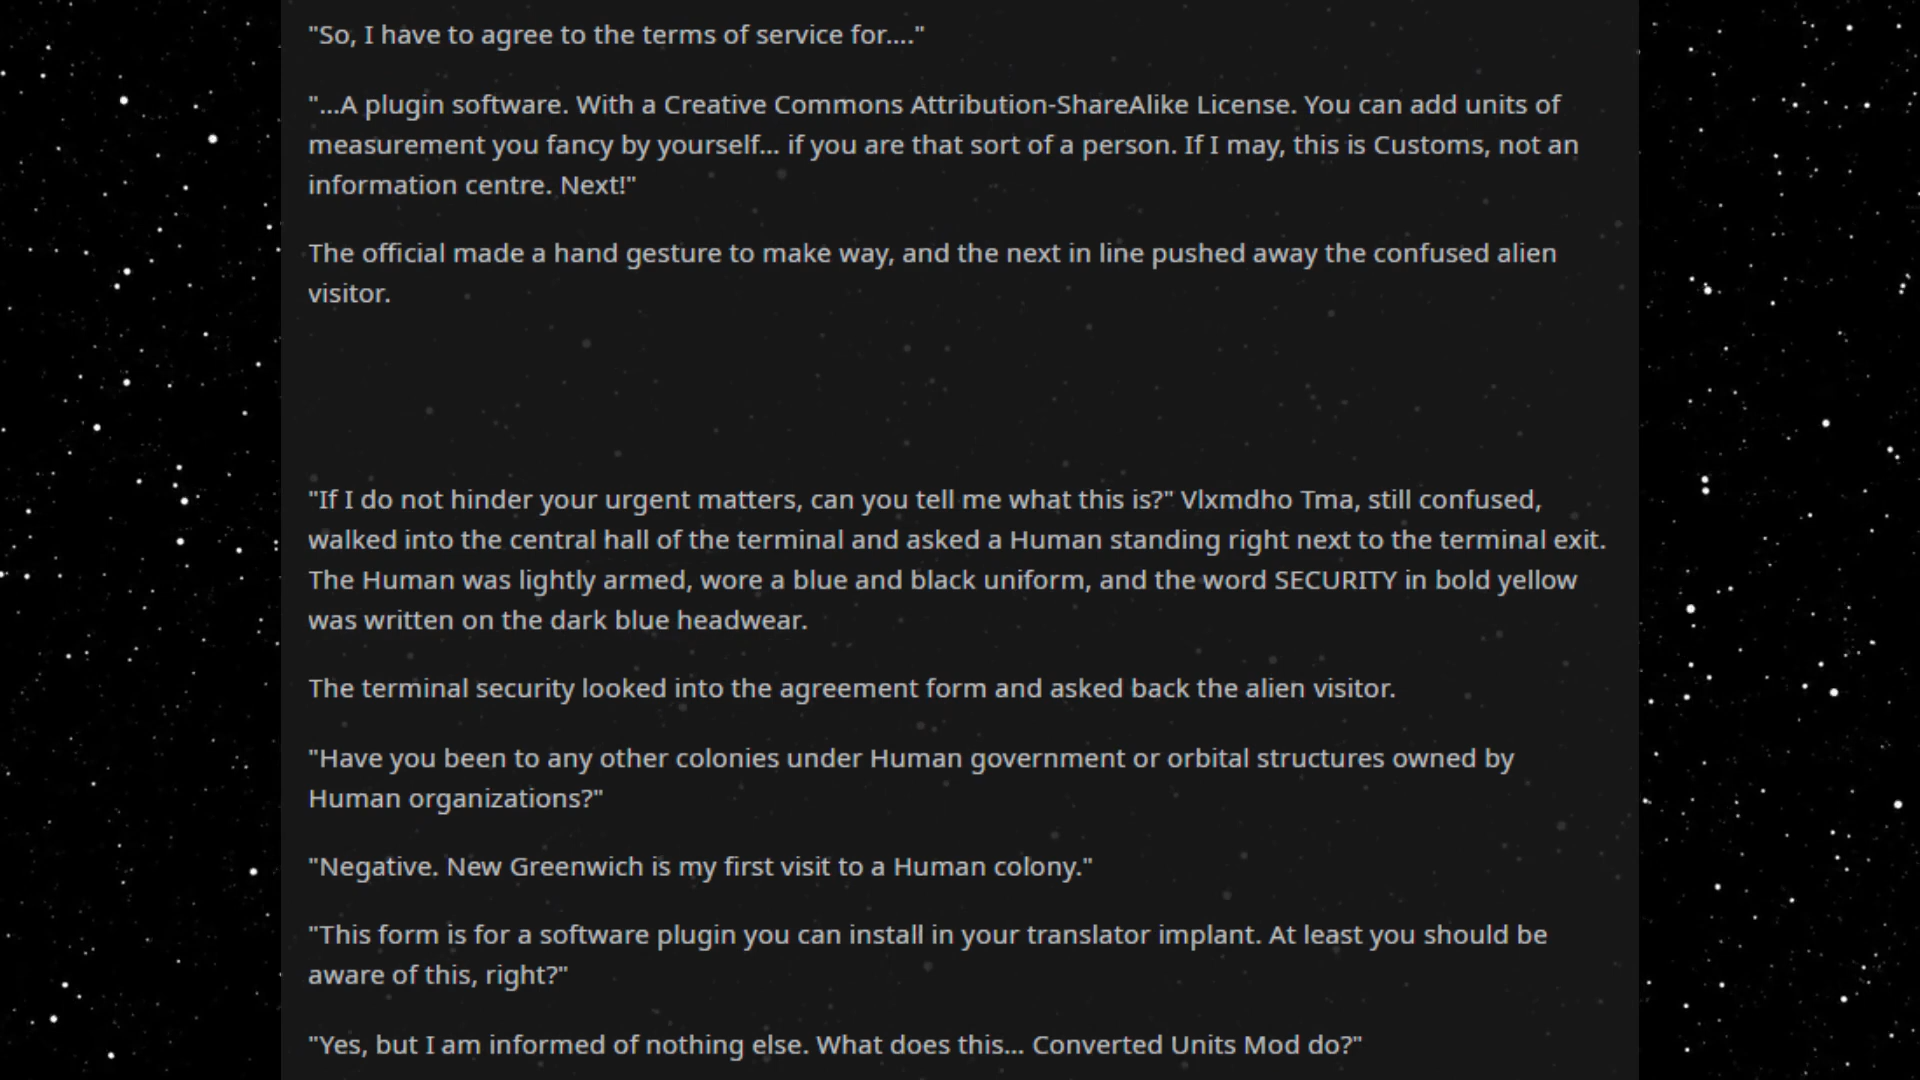 "So, I have to agree to the terms of service for...."
"...A plugin software. With a Creative Commons Attribution-ShareAlike License. You can add units of
measurement you fancy by yourself... if you are that sort of a person. If I may, this is Customs, not an
information centre. Next!"
The official made a hand gesture to make way, and the next in line pushed away the confused alien
visitor.
"If I do not hinder your urgent matters, can you tell me what this is?" Vlxmdho Tma, still confused,
walked into the central hall of the terminal and asked a Human standing right next to the terminal exit.
The Human was lightly armed, wore a blue and black uniform, and the word SECURITY in bold yellow
was written on the dark blue headwear.
The terminal security looked into the agreement form and asked back the alien visitor.
"Have you been to any other colonies under Human government or orbital structures owned by
Human organizations?"
"Negative. New Greenwich is my first visit to a Human colony."
"This form is for a software plugin you can install in your translator implant. At least you should be
aware of this, right?"
"Yes, but I am informed of nothing else. What does this... Converted Units Mod do?"